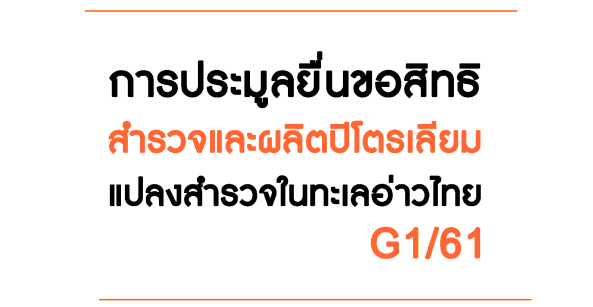 การประมูลยื่นขอสิทธิ
สำรวจและผลิตปิโตรเลียม
แปลงสำรวจในทะเลอ่าวไทย
G1/61